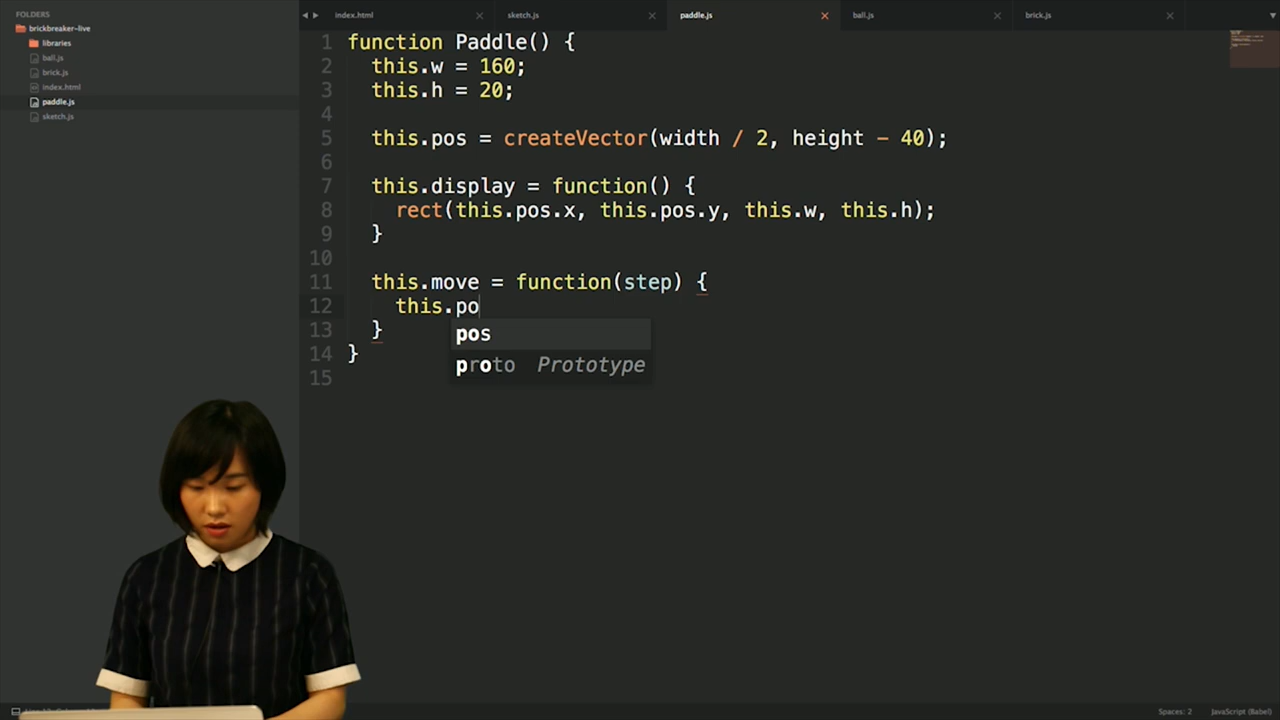 FOLDERS
brickbreaker-live
libraries
ball.js
brick.js
index.html
paddle.js
sketch.js
index.html
sketch.js
paddle.js
ball.js
brick.js
1 function Paddle() {
2 this.w = 160;
3 this.h = 20;
4
5 this.pos = createVector(width / 2, height - 40);
6
7 this.display = function() {
8 rect(this.pos.x, this.pos.y, this.w, this.h);
9 }
10
11 this.move = function(step) {
12 this.po
pos
13 }
proto Prototype
14 }
15
Spaces: 2
JavaScript (Babel)